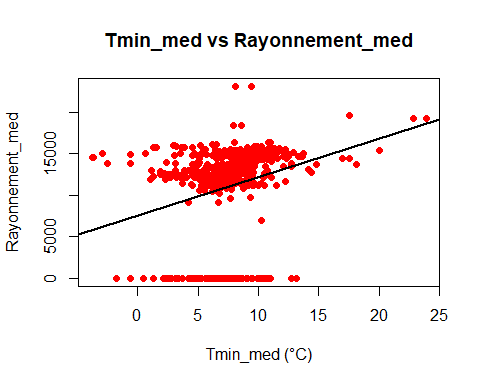 Tmin_med vs Rayonnement_med
Rayonnement_med
15000
5000
0
0 5 10 15 20 25
Tmin_med (°C)